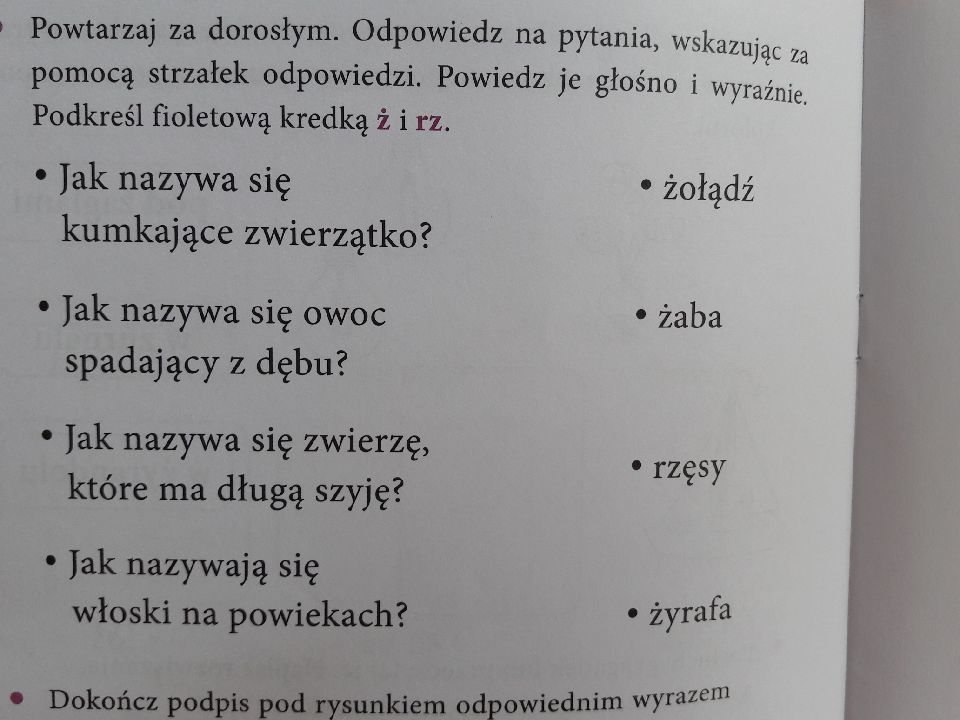 Powtarzaj za dorosłym. Odpowiedz na pytania, wskazując za
pomocą strzałek odpowiedzi. Powiedz je głośno i wyraźnie.
Podkreśl fioletową kredką ż i rz.
• Jak nazywa się
kumkające zwierzątko?
• żołądź
• Jak nazywa się owoc
spadający z dębu?
• żaba
• Jak nazywa się zwierzę,
które ma długą szyję?
• rzęsy
• Jak nazywają się
włoski na powiekach?
• żyrafa
• Dokończ podpis pod rysunkiem odpowiednim wyrazem